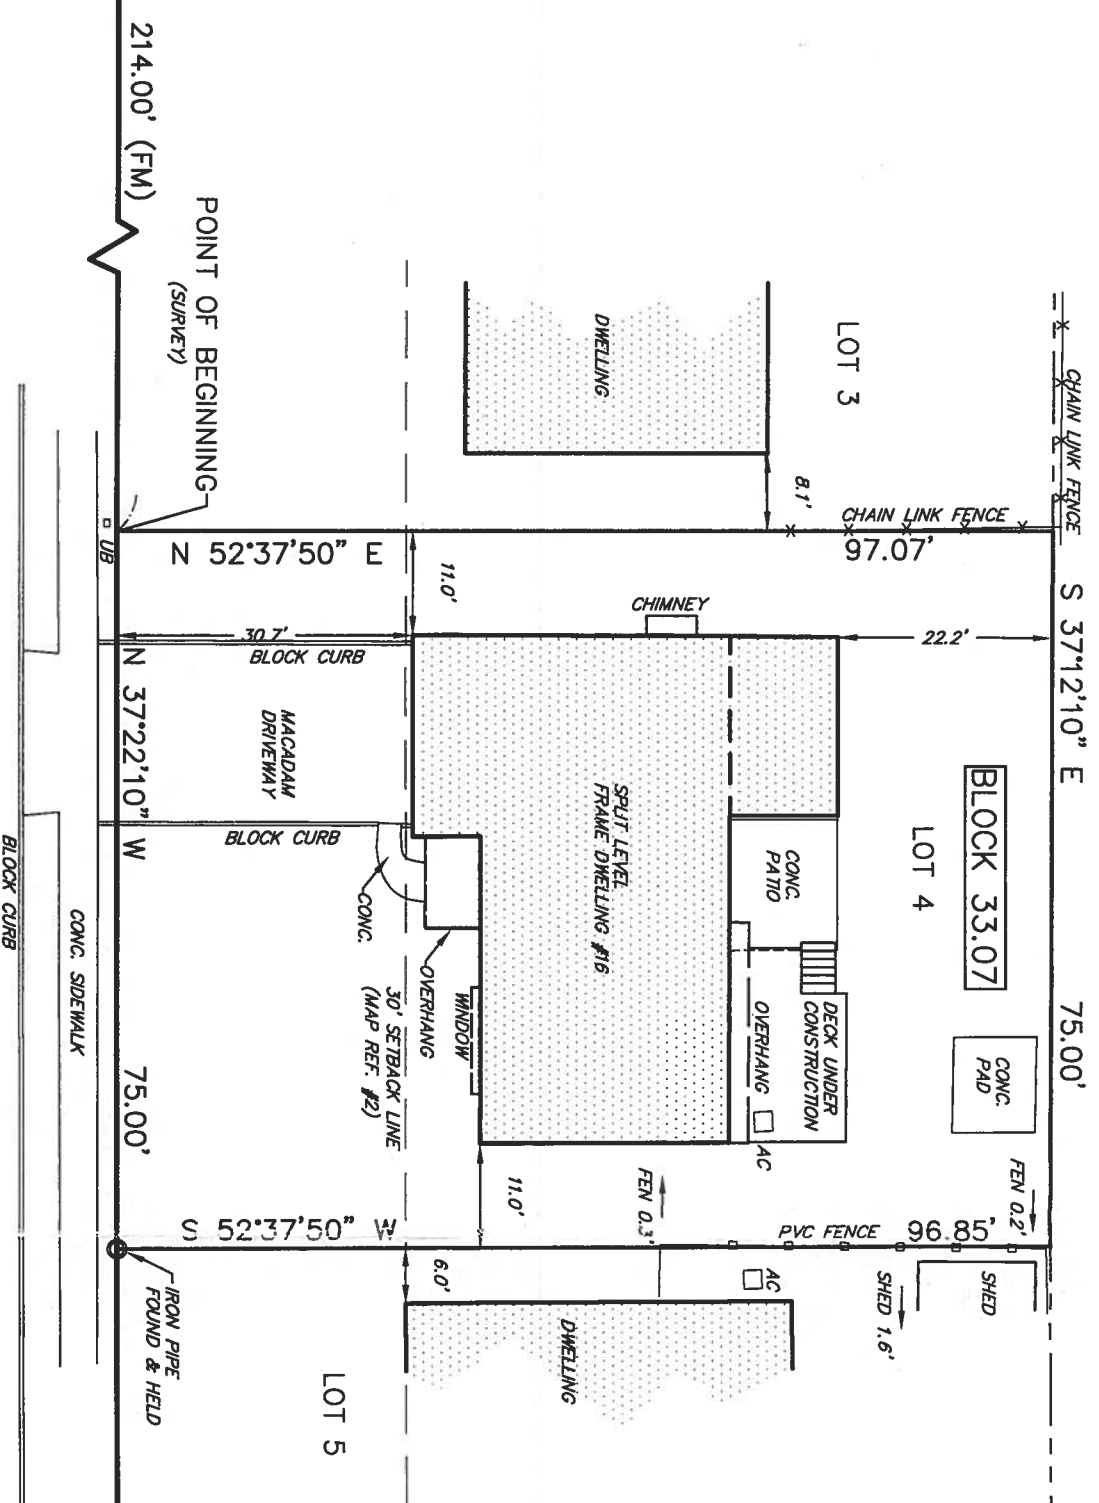 214.00' (FM)
POINT OF BEGINNING
(SURVEY)
UB
LOT 3
DWELLING
8.1'
CHAIN LINK FENCE
CHAIN LINK FENCE
N 52°37'50" E
97.07'
S 37°12'10" E
75.00'
11.0'
CHIMNEY
30.7'
22.2'
BLOCK CURB
MACADAM
DRIVEWAY
BLOCK CURB
N 37°22'10" W
75.00'
BLOCK CURB
CONC. SIDEWALK
SPLIT LEVEL
FRAME DWELLING #16
CONC.
PATIO
LOT 4
BLOCK 33.07
CONC.
OVERHANG
WINDOW
30' SETBACK LINE
(MAP REF. #2)
DECK UNDER
CONSTRUCTION
OVERHANG
AC
CONC.
PAD
11.0'
FEN 0.3'
FEN 0.2'
S 52°37'50" W
PVC FENCE
96.85'
6.0'
AC
SHED
SHED 1.6'
DWELLING
IRON PIPE
FOUND & HELD
LOT 5